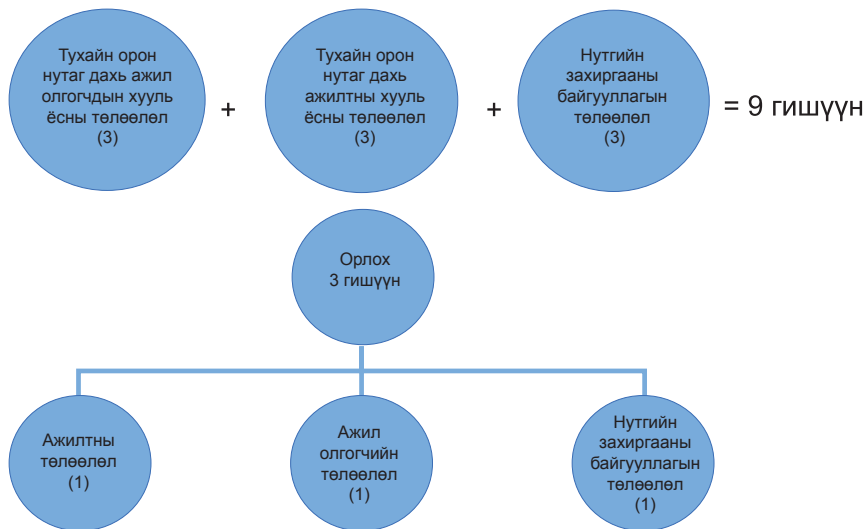 Тухайн орон
нутаг дахь ажил
олгогчдын хууль
ёсны төлөөлөл
(3)
+
Тухайн орон
нутаг дахь
ажилтны хууль
ёсны төлөөлөл
(3)
+
Нутгийн
захиргааны
байгууллагын
төлөөлөл
(3)
= 9 гишүүн
Орлох
3 гишүүн
Ажилтны
төлөөлөл
(1)
Ажил
олгогчийн
төлөөлөл
(1)
Нутгийн
захиргааны
байгууллагын
төлөөлөл
(1)